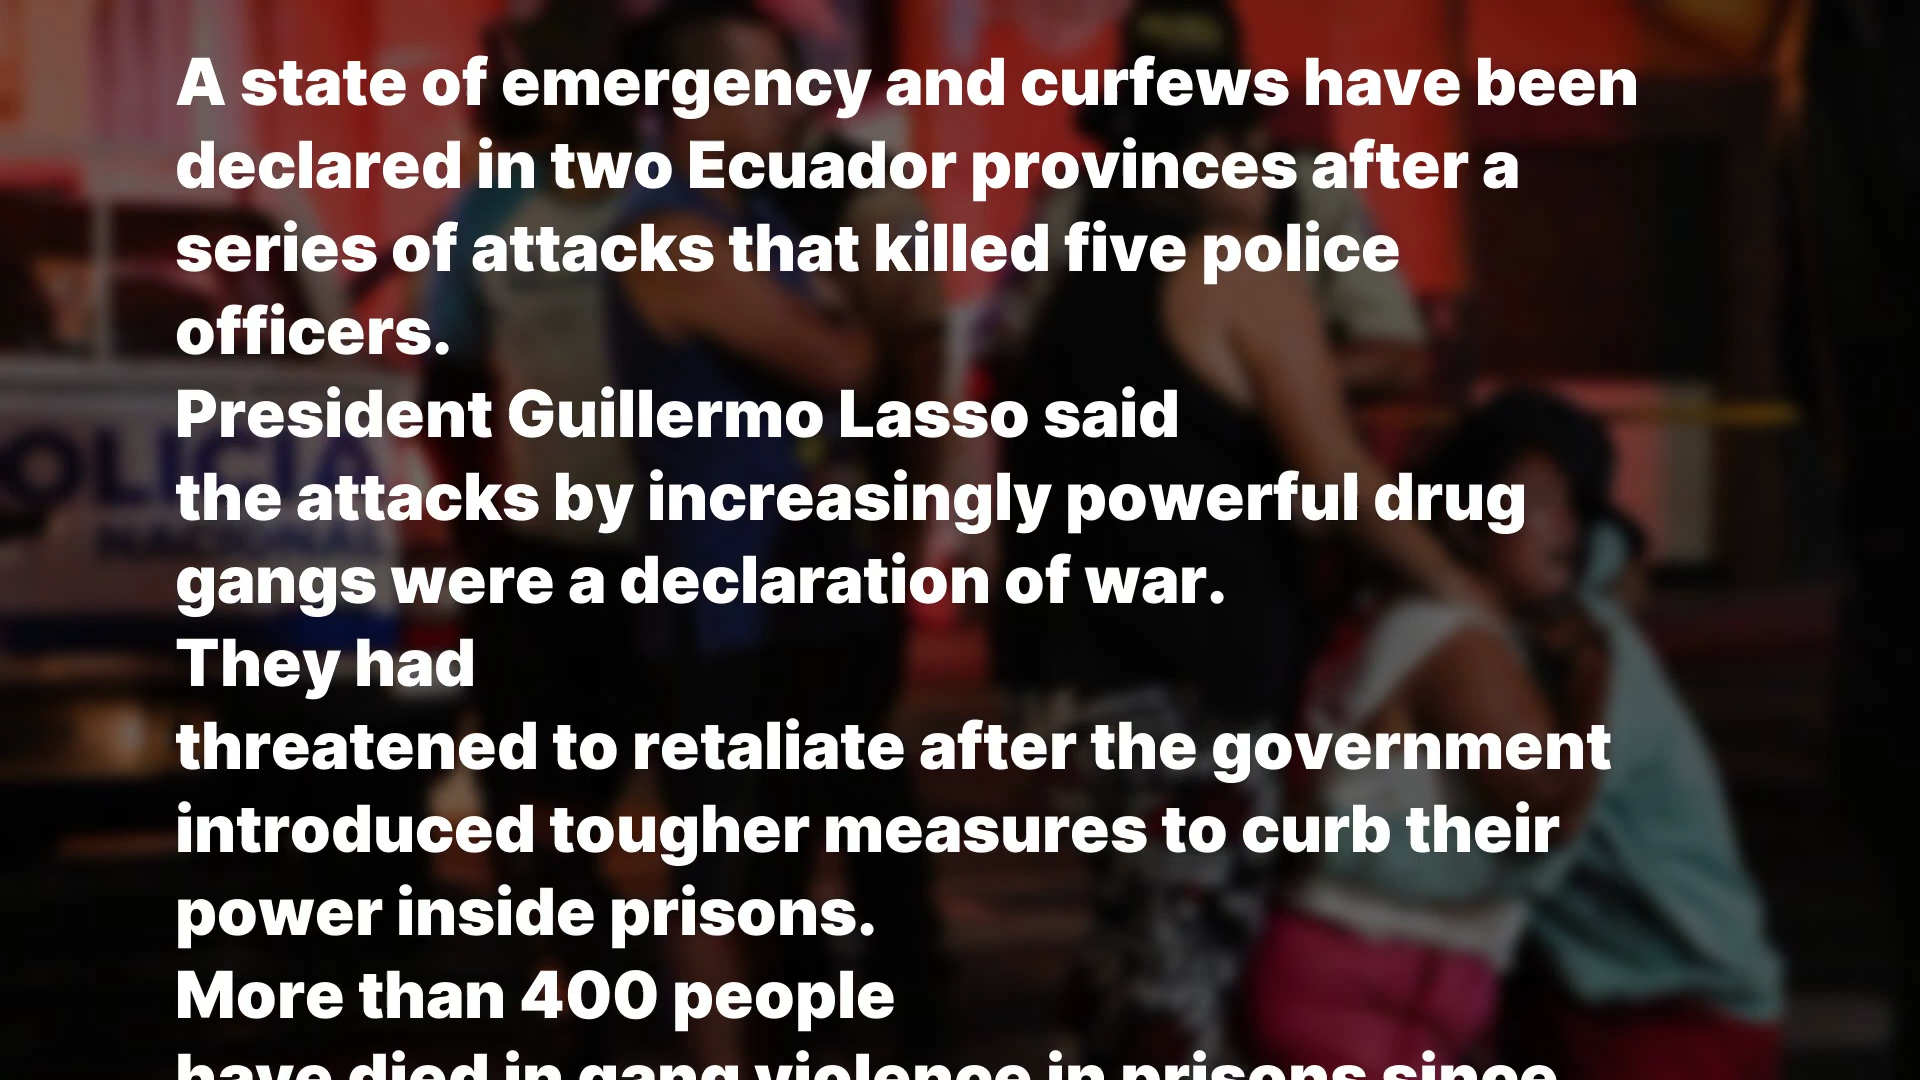 A state of emergency and curfews have been
declared in two Ecuador provinces after a
series of attacks that killed five police
officers.
President Guillermo Lasso said
the attacks by increasingly powerful drug
gangs were a declaration of war.
They had
threatened to retaliate after the government
introduced tougher measures to curb their
power inside prisons.
More than 400 people
have died in gang violence in prisons since
POLICIA
NACIONAL